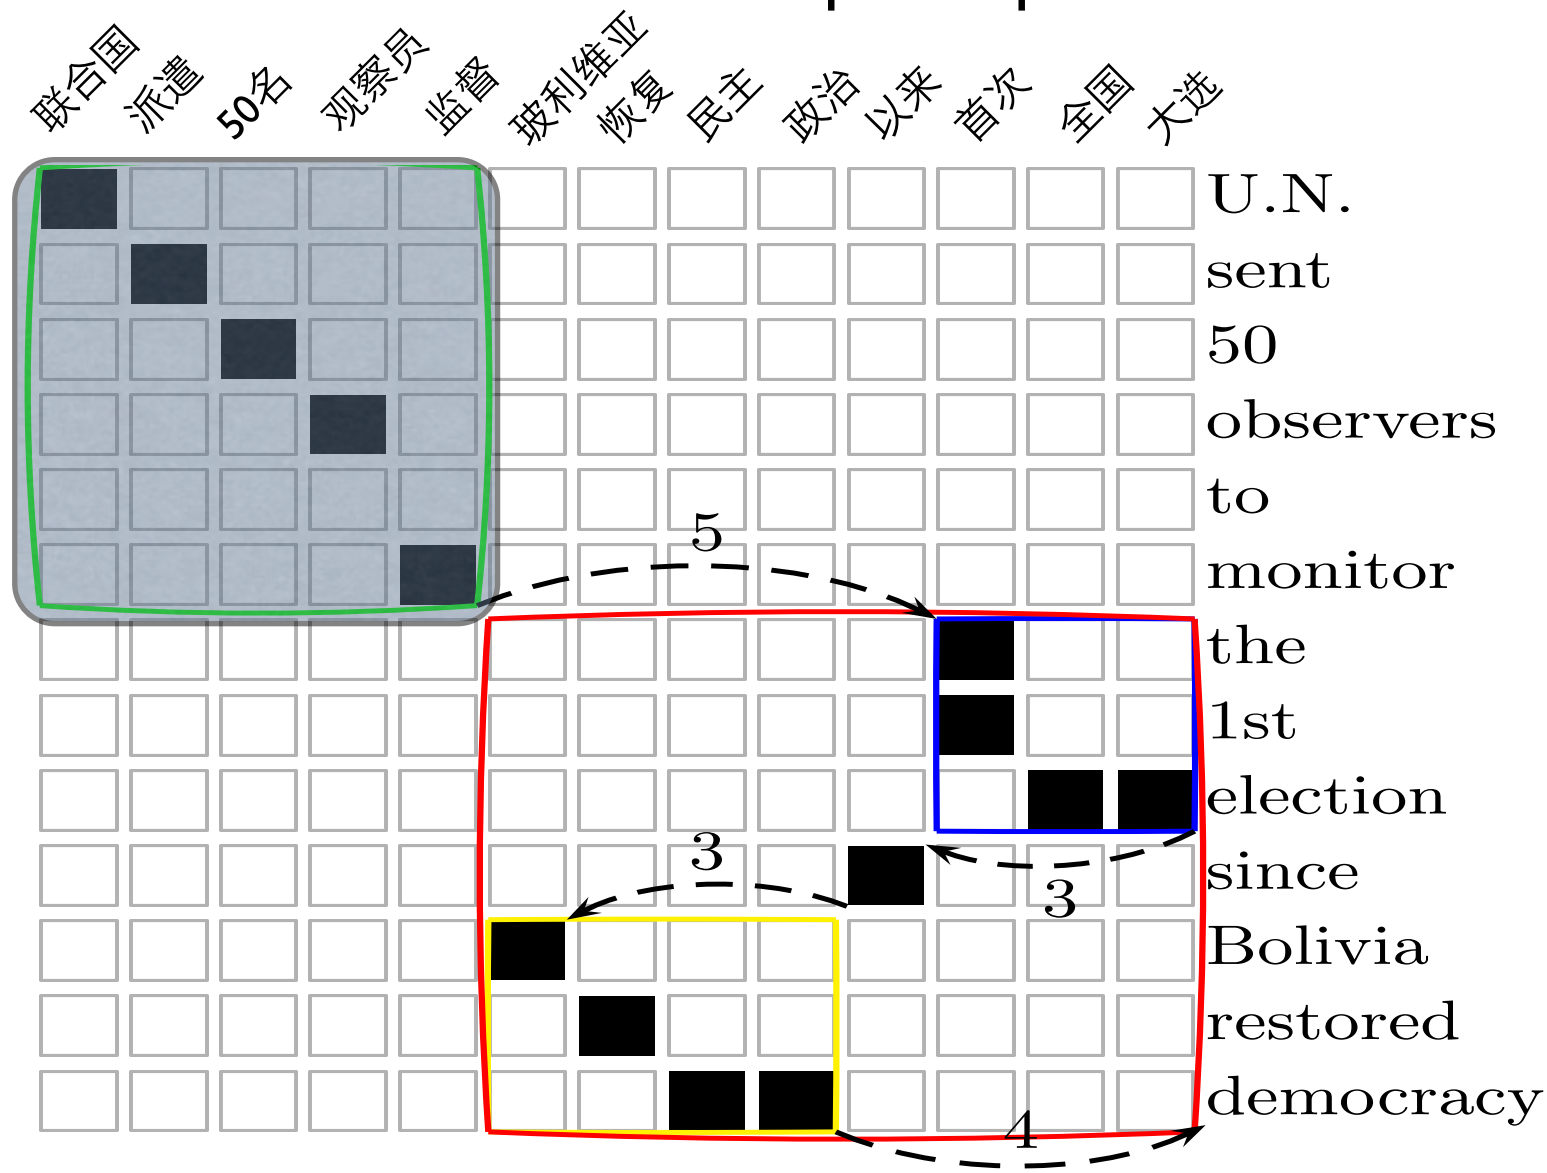 联合国
派遣
50名
观察员
监督
玻利维亚
恢复
民主
政治
以来
首次
全国
大选
U.N.
sent
50
observers
to
5
monitor
the
1st
election
3
since
3
Bolivia
restored
democracy
4